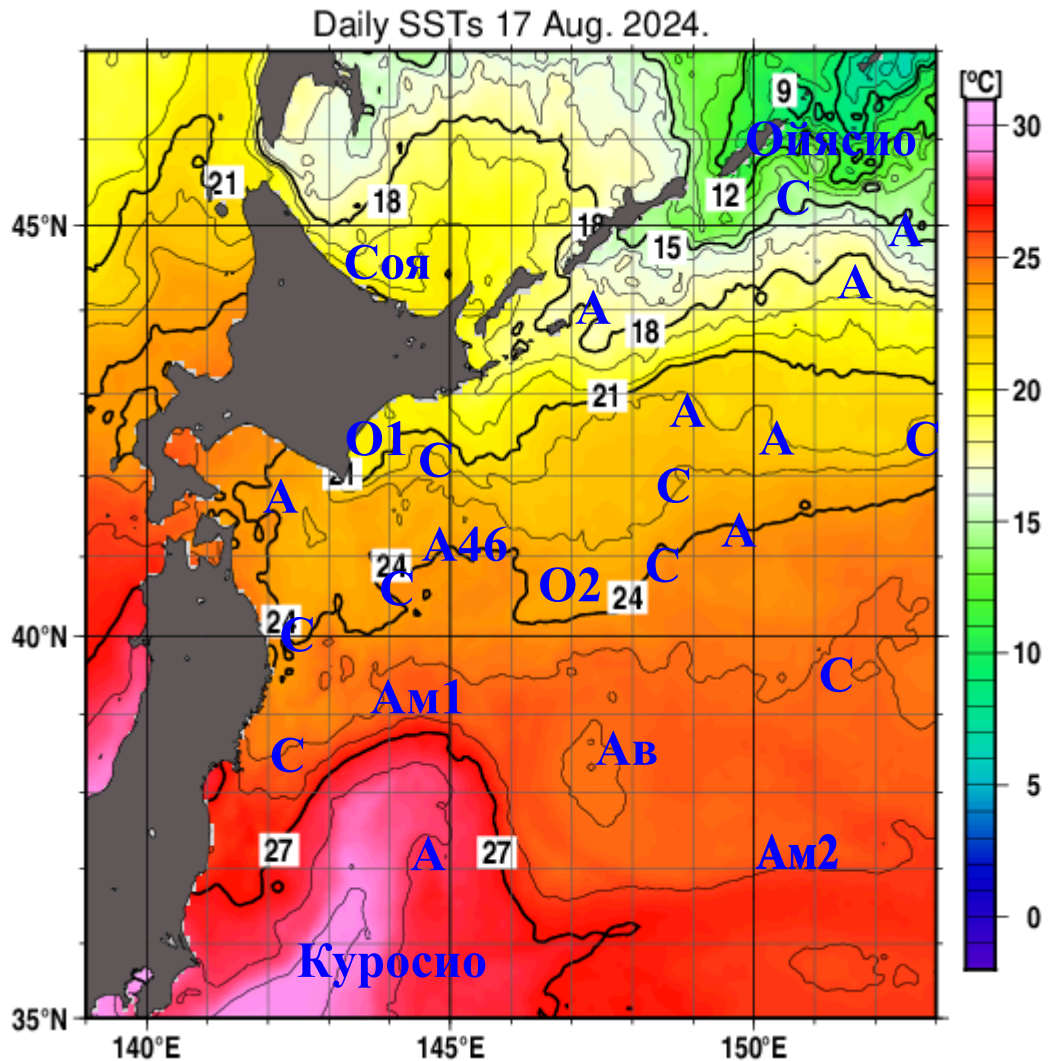 Daily SSTs 17 Aug. 2024.
[°C]
9
30
Ойясио
21
12
С
18
18
45°N
15
А
Соя
25
А
А
18
21
20
А
О1
А
С
С
21
С
А
15
А46
А
24
С
С
О2
24
24
С
40°N
10
С
Ам1
С
Ав
5
27
А
27
Ам2
0
Куросио
35°N
140°E
145°E
150°E